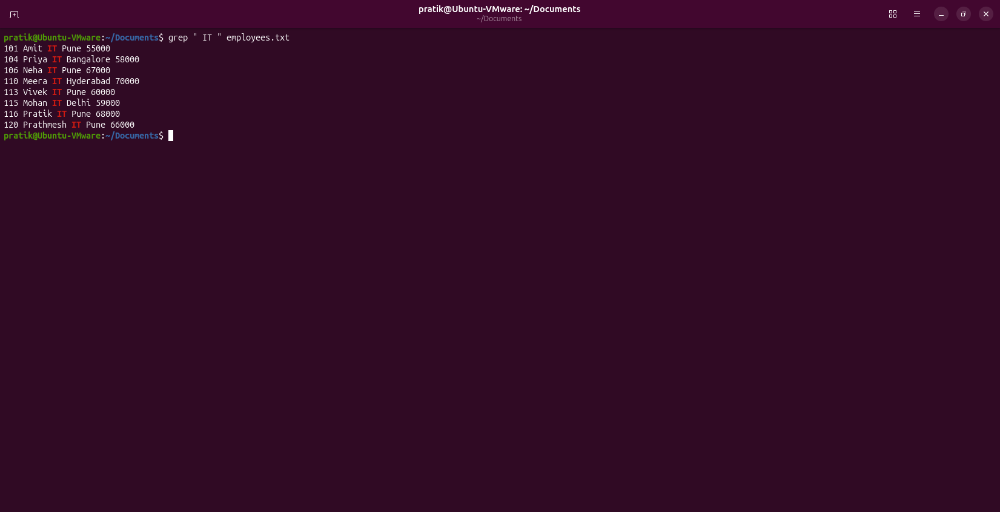 pratik@Ubuntu-VMware: ~/Documents
~/Documents
pratik@Ubuntu-VMware:~/Documents$ grep " IT " employees.txt
101 Amit IT Pune 55000
104 Priya IT Bangalore 58000
106 Neha IT Pune 67000
110 Meera IT Hyderabad 70000
113 Vivek IT Pune 60000
115 Mohan IT Delhi 59000
116 Pratik IT Pune 68000
120 Prathmesh IT Pune 66000
pratik@Ubuntu-VMware:~/Documents$